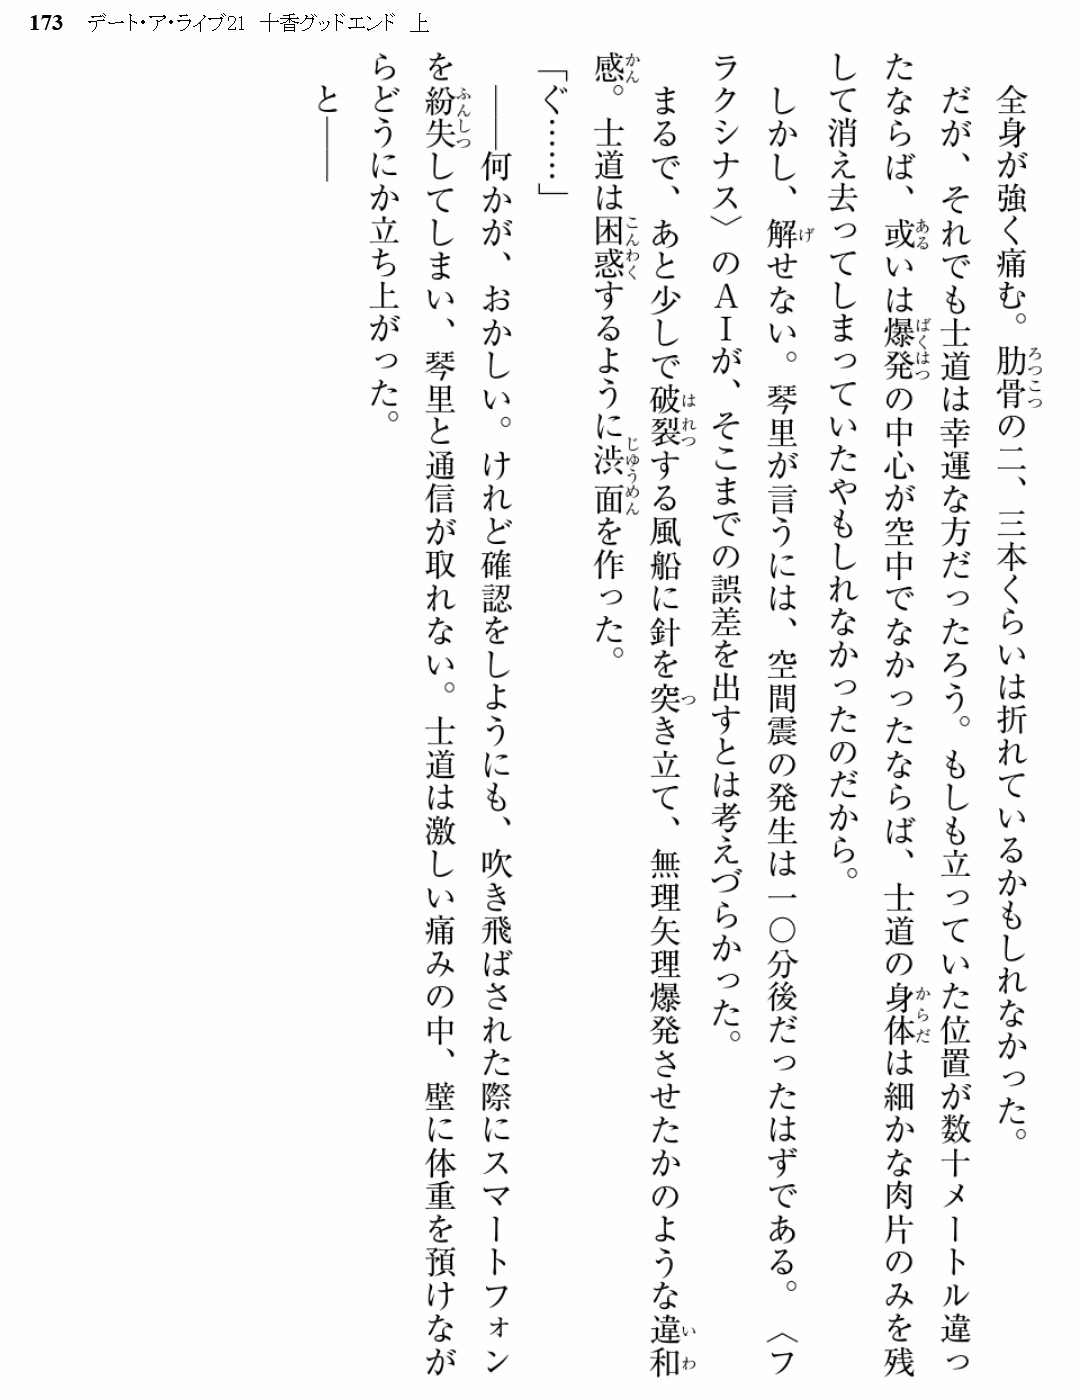 173 デート・ア・ライブ21 十香グッドエンド 上
全身が強く痛む。肋骨の二、三本くらいは折れているかもしれなかった。
だが、それでも士道は幸運な方だったろう。もしも立っていた位置が数十メートル違っ
たならば、或いは爆発の中心が空中でなかったならば、士道の身体は細かな肉片のみを残
して消え去ってしまっていたやもしれなかったのだから。
しかし、解せない。琴里が言うには、空間震の発生は一〇分後だったはずである。〈フ
ラクシナス〉のＡＩが、そこまでの誤差を出すとは考えづらかった。
まるで、あと少しで破裂する風船に針を突き立て、無理矢理爆発させたかのような違和
感。士道は困惑するように渋面を作った。
「ぐ……」
――何かが、おかしい。けれど確認をしようにも、吹き飛ばされた際にスマートフォン
を紛失してしまい、琴里と通信が取れない。士道は激しい痛みの中、壁に体重を預けなが
らどうにか立ち上がった。
と――